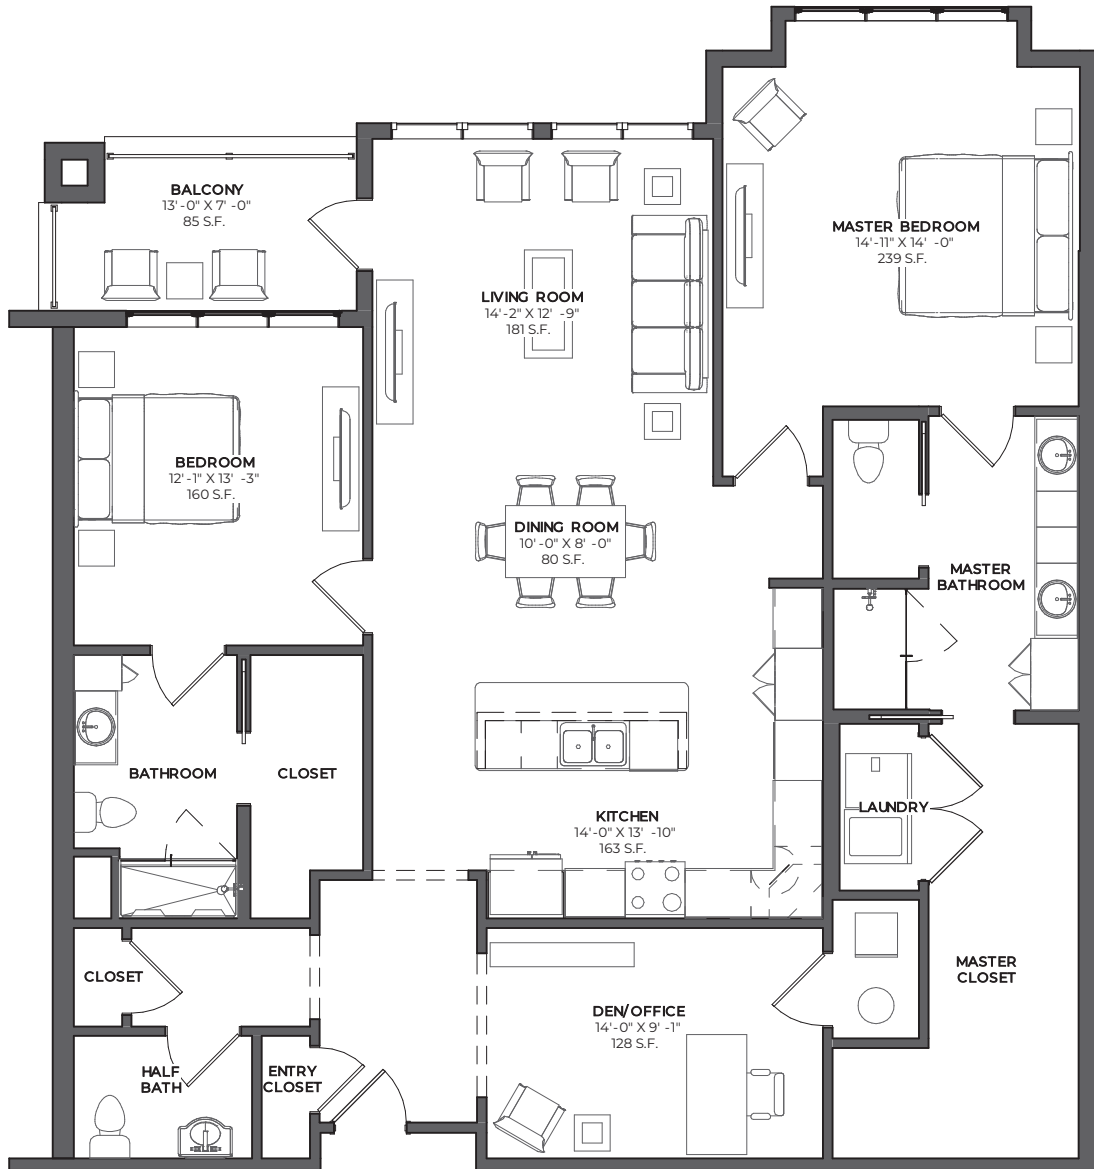 BALCONY
13'-0" X 7'-0"
85 S.F.
MASTER BEDROOM
14'-11" X 14' -0"
239 S.F.
LIVING ROOM
14'-2" X 12' -9"
181 S.F.
BEDROOM
12'-1" X 13' -3"
160 S.F.
DINING ROOM
10'-0" X 8' -0"
80 S.F.
MASTER
BATHROOM
BATHROOM
CLOSET
KITCHEN
14'-0" X 13' -10"
163 S.F.
LAUNDRY
CLOSET
MASTER
CLOSET
DEN/OFFICE
14'-0" X 9' -1"
128 S.F.
HALF
BATH
ENTRY
CLOSET